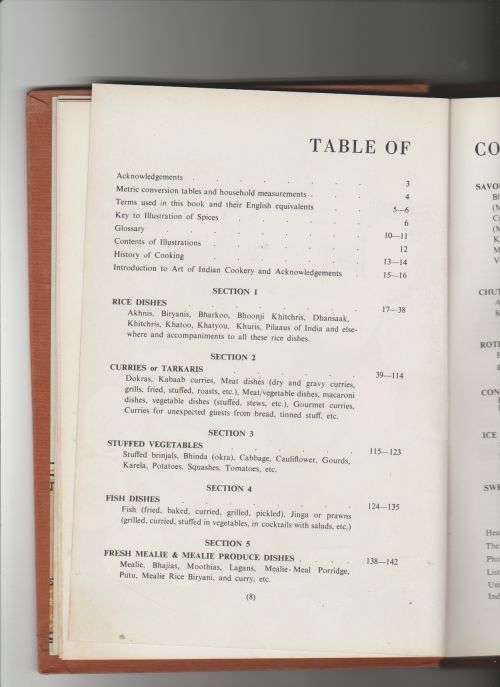 TABLE OF
Acknowledgements . . . . . . 3
Metric conversion tables and household measurements . . . 4
Terms used in this book and their English equivalents . . . 5—6
Key to Illustration of Spices . . . . . 6
Glossary . . . . . . . 10—11
Contents of Illustrations . . . . . . 12
History of Cooking . . . . . . 13—14
Introduction to Art of Indian Cookery and Acknowledgements . . 15—16
SECTION 1
RICE DISHES . . . . . . . 17—38
Akhnis, Biryanis, Bharkoo, Bhoonji Khitchris, Dhansaak,
Khitchris, Khatoo, Khatyou, Khuris, Pilaaus of India and else-
where and accompaniments to all these rice dishes.
SECTION 2
CURRIES or TARKARIS . . . . . . 39—114
Dokras, Kabaab curries, Meat dishes (dry and gravy curries,
grills, fried, stuffed, roasts, etc.), Meat/vegetable dishes, macaroni
dishes, vegetable dishes (stuffed, stews, etc.), Gourmet curries,
Curries for unexpected guests from bread, tinned stuff, etc.
SECTION 3
STUFFED VEGETABLES . . . . . . 115—123
Stuffed brinjals, Bhinda (okra), Cabbage, Cauliflower, Gourds,
Karela, Potatoes, Squashes, Tomatoes, etc.
SECTION 4
FISH DISHES . . . . . . . 124—135
Fish (fried, baked, curried, grilled, pickled), Jinga or prawns
(grilled, curried, stuffed in vegetables, in cocktails with salads, etc.)
SECTION 5
FRESH MEALIE & MEALIE PRODUCE DISHES . . . 138—142
Mealie, Bhajias, Moothias, Lagans, Mealie-Meal Porridge,
Putu, Mealie Rice Biryani, and curry, etc.
(8)
CO
SAVOU
CHUT
ROTI
CON
ICE
SWE
Hea
The
Pho
List
Ind